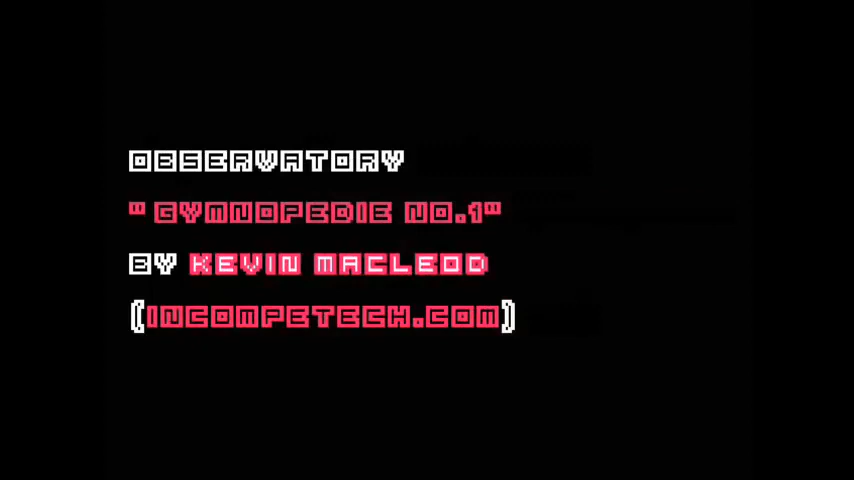 OBSERVATORY
"GYMNOPEDIE NO.1"
BY KEVIN MACLEOD
(INCOMPETECH.COM)